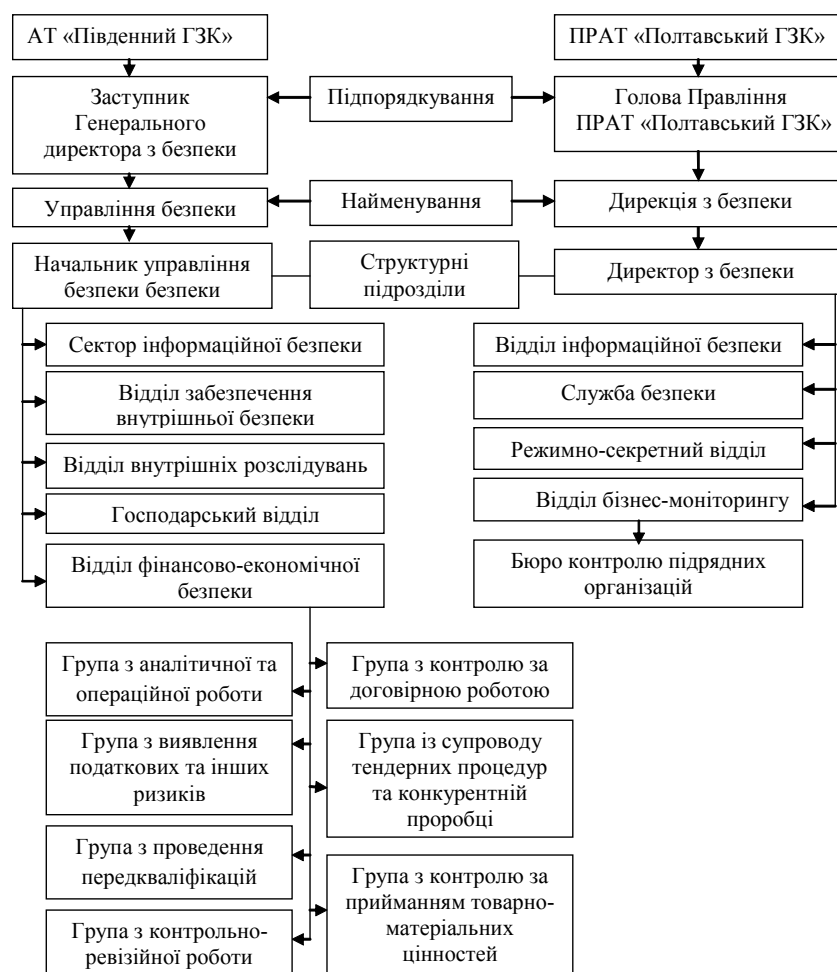 АТ «Південний ГЗК»
ПРАТ «Полтавський ГЗК»
Заступник
Генерального
директора з безпеки
Підпорядкування
Голова Правління
ПРАТ «Полтавський ГЗК»
Управління безпеки
Найменування
Дирекція з безпеки
Начальник управління
безпеки безпеки
Структурні
підрозділи
Директор з безпеки
Сектор інформаційної безпеки
Відділ забезпечення
внутрішньої безпеки
Відділ внутрішніх розслідувань
Господарський відділ
Відділ фінансово-економічної
безпеки
Відділ інформаційної безпеки
Служба безпеки
Режимно-секретний відділ
Відділ бізнес-моніторингу
Бюро контролю підрядних
організацій
Група з аналітичної та
операційної роботи
Група з виявлення
податкових та інших
ризиків
Група з проведення
передкваліфікацій
Група з контрольно-
ревізійної роботи
Група з контролю за
договірною роботою
Група із супроводу
тендерних процедур
та конкурентній
проробці
Група з контролю за
прийманням товарно-
матеріальних
цінностей